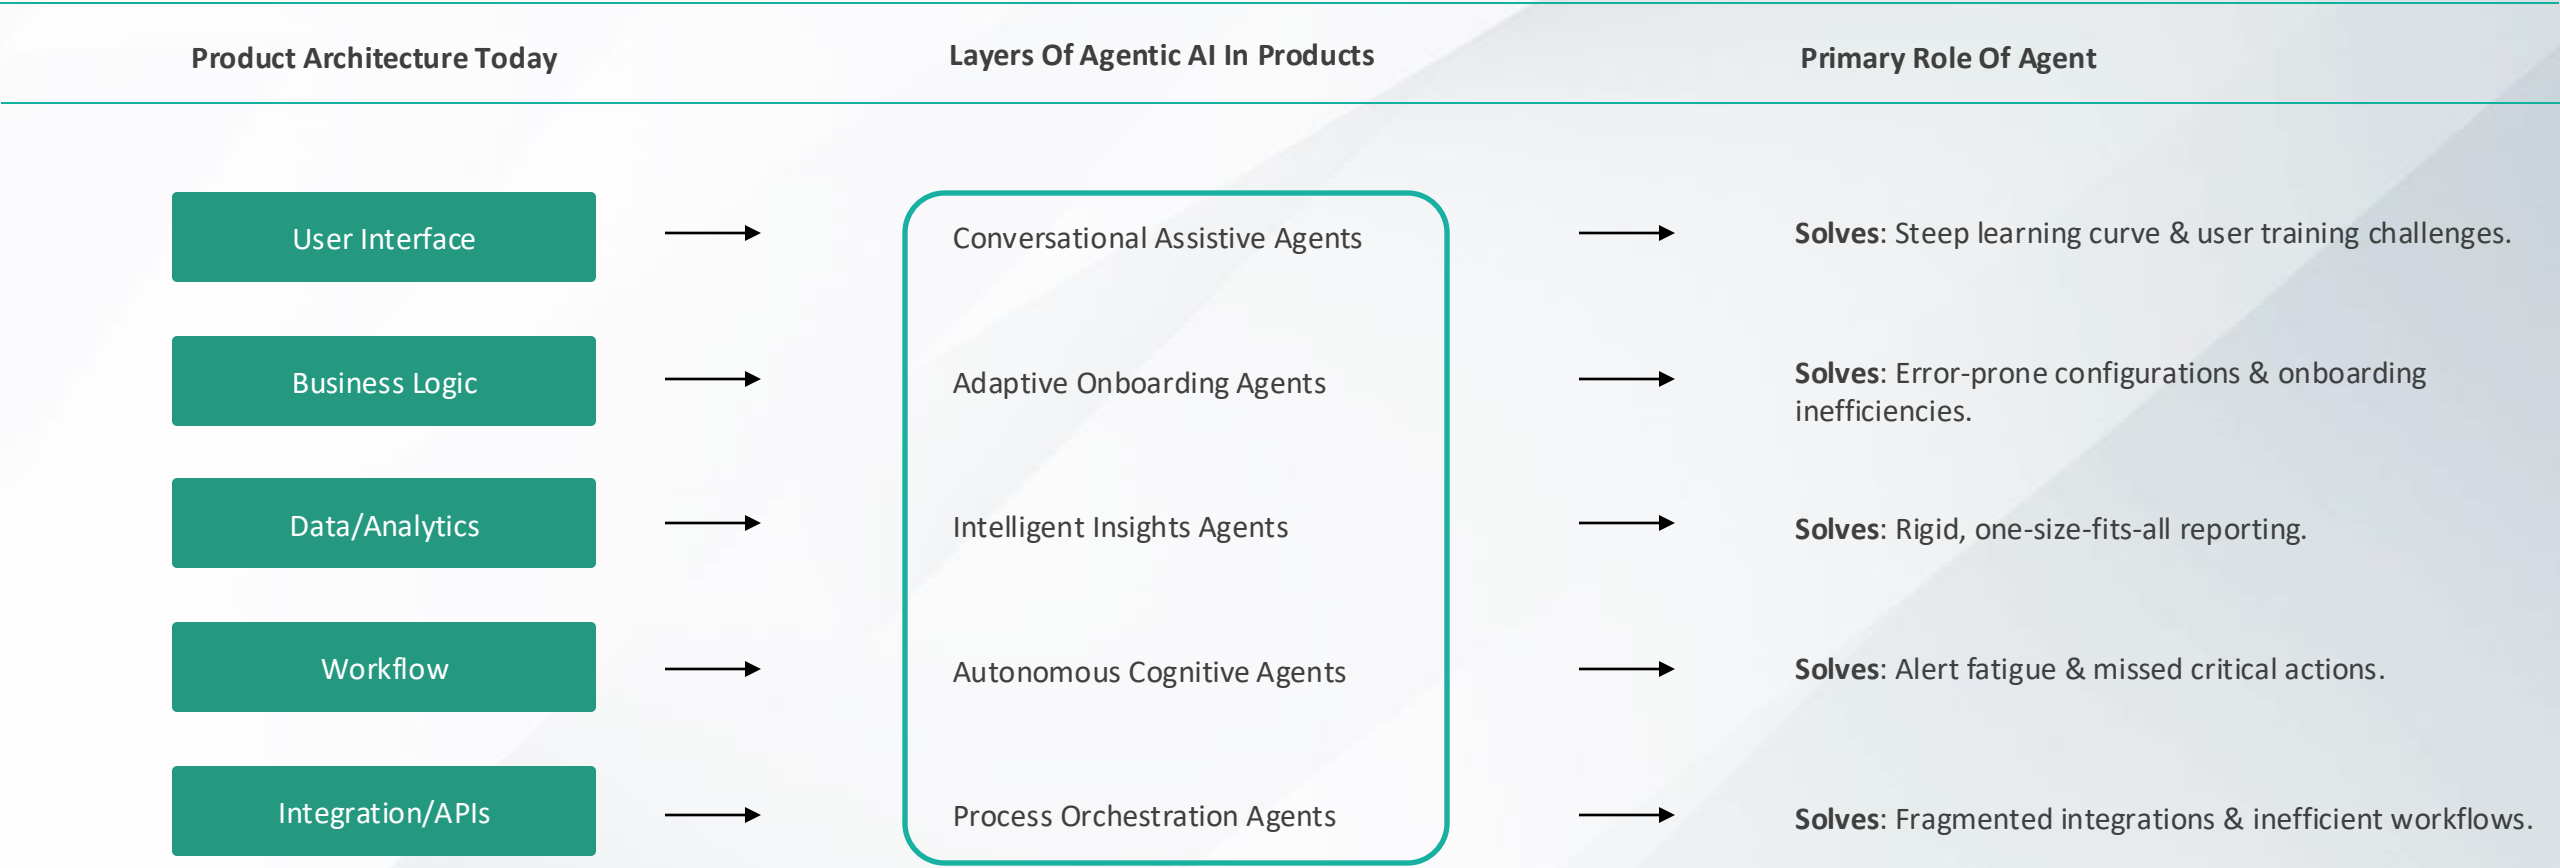 Product Architecture Today
Layers Of Agentic AI In Products
Primary Role Of Agent
User Interface
Conversational Assistive Agents
Solves: Steep learning curve & user training challenges.
Business Logic
Adaptive Onboarding Agents
Solves: Error-prone configurations & onboarding
inefficiencies.
Data/Analytics
Intelligent Insights Agents
Solves: Rigid, one-size-fits-all reporting.
Workflow
Autonomous Cognitive Agents
Solves: Alert fatigue & missed critical actions.
Integration/APIs
Process Orchestration Agents
Solves: Fragmented integrations & inefficient workflows.